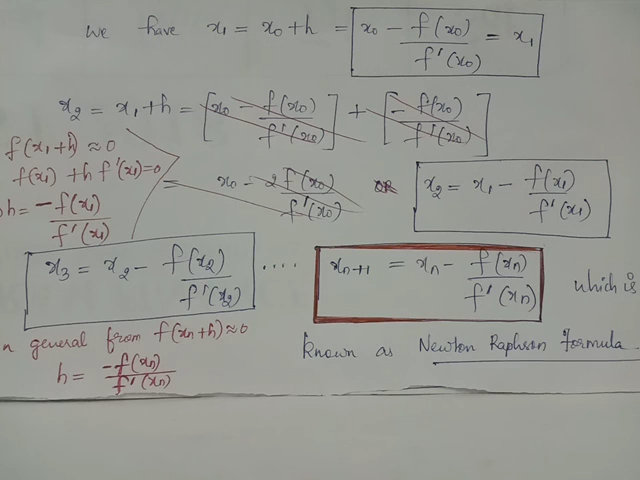 we have x₁ = x₀ + h = x₀ - f(x₀)/f'(x₀) = x₁
x₂ = x₁ + h = [x₀ - f(x₀)/f'(x₀)] + [- f(x₀)/f'(x₀)]
f(x₁+h) ≈ 0
f(x₁) + h f'(x₁) = 0
h = -f(x₁)/f'(x₁)
= x₀ - 2 f(x₀)/f'(x₀) OR x₂ = x₁ - f(x₁)/f'(x₁)
x₃ = x₂ - f(x₂)/f'(x₂) .... xₙ₊₁ = xₙ - f(xₙ)/f'(xₙ) which is
general from f(xₙ+h) ≈ 0
h = -f(xₙ)/f'(xₙ)
known as Newton Raphson formula.